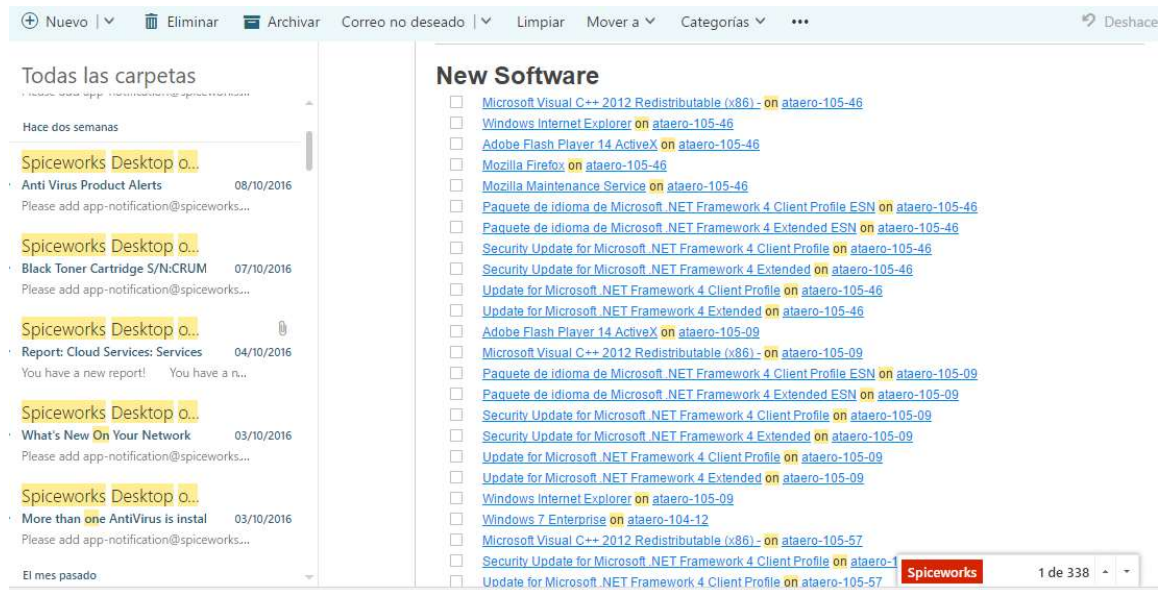 Nuevo Eliminar Archivar Correo no deseado Limpiar Mover a Categorías ••• Deshace
Todas las carpetas
Please add app-notification@spiceworks....
Hace dos semanas
Spiceworks Desktop o...
Anti Virus Product Alerts 08/10/2016
Please add app-notification@spiceworks....
Spiceworks Desktop o...
Black Toner Cartridge S/N:CRUM 07/10/2016
Please add app-notification@spiceworks....
Spiceworks Desktop o...
Report: Cloud Services: Services 04/10/2016
You have a new report! You have a n...
Spiceworks Desktop o...
What's New On Your Network 03/10/2016
Please add app-notification@spiceworks....
Spiceworks Desktop o...
More than one AntiVirus is instal 03/10/2016
Please add app-notification@spiceworks....
El mes pasado
New Software
Microsoft Visual C++ 2012 Redistributable (x86) - on ataero-105-46
Windows Internet Explorer on ataero-105-46
Adobe Flash Player 14 ActiveX on ataero-105-46
Mozilla Firefox on ataero-105-46
Mozilla Maintenance Service on ataero-105-46
Paquete de idioma de Microsoft .NET Framework 4 Client Profile ESN on ataero-105-46
Paquete de idioma de Microsoft .NET Framework 4 Extended ESN on ataero-105-46
Security Update for Microsoft .NET Framework 4 Client Profile on ataero-105-46
Security Update for Microsoft .NET Framework 4 Extended on ataero-105-46
Update for Microsoft .NET Framework 4 Client Profile on ataero-105-46
Update for Microsoft .NET Framework 4 Extended on ataero-105-46
Adobe Flash Player 14 ActiveX on ataero-105-09
Microsoft Visual C++ 2012 Redistributable (x86) - on ataero-105-09
Paquete de idioma de Microsoft .NET Framework 4 Client Profile ESN on ataero-105-09
Paquete de idioma de Microsoft .NET Framework 4 Extended ESN on ataero-105-09
Security Update for Microsoft .NET Framework 4 Client Profile on ataero-105-09
Security Update for Microsoft .NET Framework 4 Extended on ataero-105-09
Update for Microsoft .NET Framework 4 Client Profile on ataero-105-09
Update for Microsoft .NET Framework 4 Extended on ataero-105-09
Windows Internet Explorer on ataero-105-09
Windows 7 Enterprise on ataero-104-12
Microsoft Visual C++ 2012 Redistributable (x86) - on ataero-105-57
Security Update for Microsoft .NET Framework 4 Client Profile on ataero-1
Update for Microsoft .NET Framework 4 Client Profile on ataero-105-57
Spiceworks 1 de 338